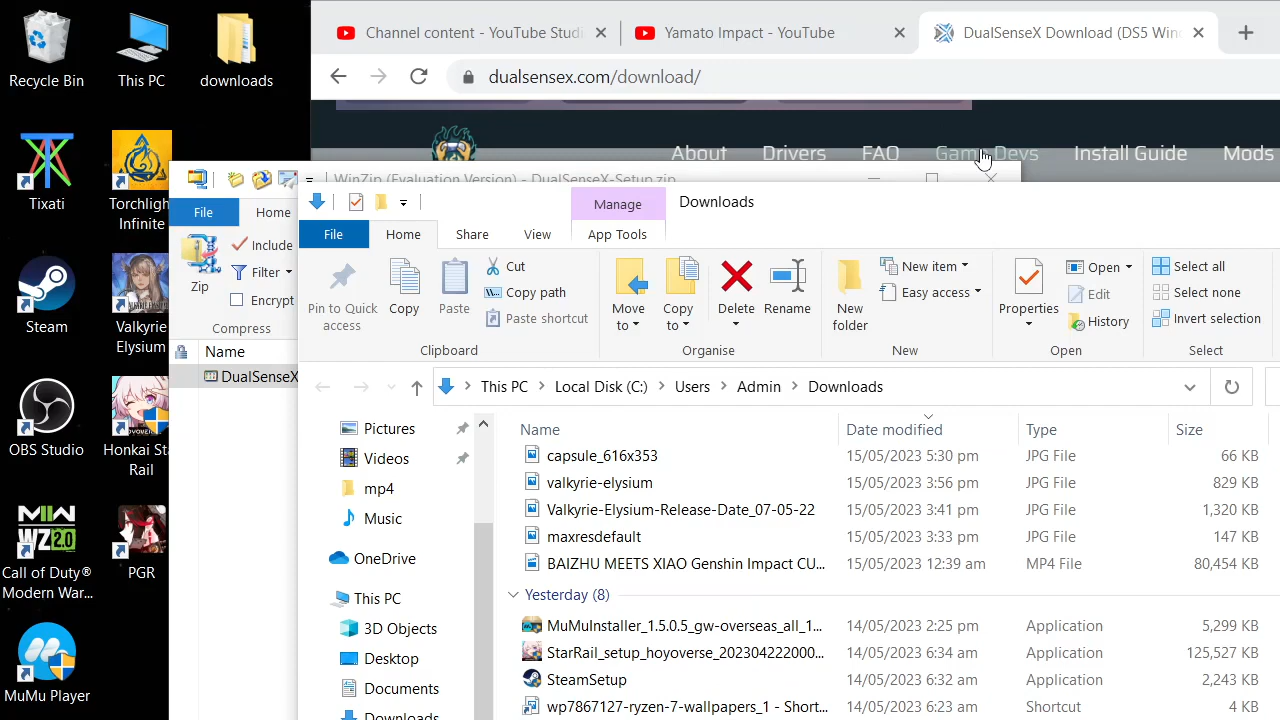 Recycle Bin
This PC
downloads
Tixati
Torchlight
Infinite
Steam
Valkyrie
Elysium
OBS Studio
Honkai Sta
Rail
Call of Duty®
Modern War...
PGR
MuMu Player
Channel content - YouTube Studi
Yamato Impact - YouTube
DualSenseX Download (DS5 Wind
dualsensex.com/download/
About
Drivers
FAQ
Game Devs
Install Guide
Mods
WinZip (Evaluation Version) - DualSenseX-Setup.zip
File
Home
Zip
Include
Filter
Encrypt
Compress
Name
DualSenseX
Manage
Downloads
File
Home
Share
View
App Tools
Pin to Quick
access
Copy
Paste
Cut
Copy path
Paste shortcut
Clipboard
Move
to
Copy
to
Delete
Rename
Organise
New
folder
New item
Easy access
New
Properties
Open
Edit
History
Open
Select all
Select none
Invert selection
Select
This PC
Local Disk (C:)
Users
Admin
Downloads
Pictures
Videos
mp4
Music
OneDrive
This PC
3D Objects
Desktop
Documents
Downloads
Name Date modified Type Size
capsule_616x353 15/05/2023 5:30 pm JPG File 66 KB
valkyrie-elysium 15/05/2023 3:56 pm JPG File 829 KB
Valkyrie-Elysium-Release-Date_07-05-22 15/05/2023 3:41 pm JPG File 1,320 KB
maxresdefault 15/05/2023 3:33 pm JPG File 147 KB
BAIZHU MEETS XIAO Genshin Impact CU... 15/05/2023 12:39 am MP4 File 80,454 KB
Yesterday (8)
MuMuInstaller_1.5.0.5_gw-overseas_all_1... 14/05/2023 2:25 pm Application 5,299 KB
StarRail_setup_hoyoverse_202304222000... 14/05/2023 6:34 am Application 125,527 KB
SteamSetup 14/05/2023 6:32 am Application 2,243 KB
wp7867127-ryzen-7-wallpapers_1 - Short... 14/05/2023 6:23 am Shortcut 4 KB